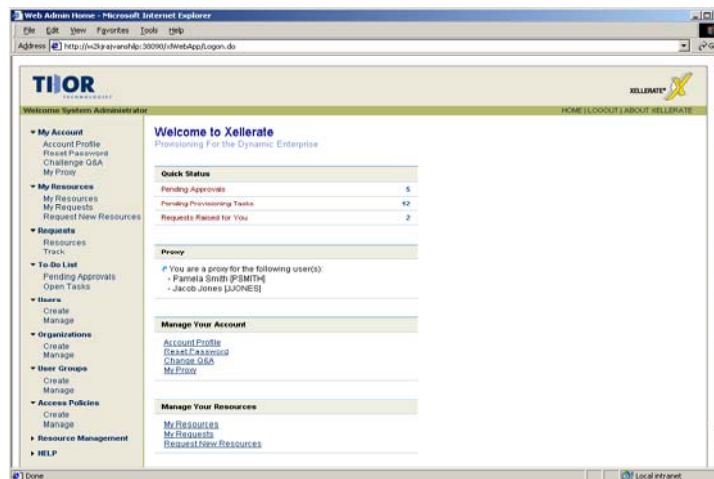 Web Admin Home - Microsoft Internet Explorer
File Edit View Favorites Tools Help
Address
THOR
TECHNOLOGIES
XELLERATE
Welcome System Administrator
HOME | LOGOUT | ABOUT XELLERATE
My Account
Account Profile
Reset Password
Challenge Q&A
My Proxy
My Resources
My Resources
My Requests
Request New Resources
Requests
Resources
Track
To-Do List
Pending Approvals
Open Tasks
Users
Create
Manage
Organizations
Create
Manage
User Groups
Create
Manage
Access Policies
Create
Manage
Resource Management
HELP
Welcome to Xellerate
Provisioning For the Dynamic Enterprise
Quick Status
Pending Approvals 5
Pending Provisioning Tasks 12
Requests Raised for You 2
Proxy
You are a proxy for the following user(s):
- Pamela Smith [PSMITH]
- Jacob Jones [JJONES]
Manage Your Account
Account Profile
Reset Password
Change Q&A
My Proxy
Manage Your Resources
My Resources
My Requests
Request New Resources
Done
Local intranet